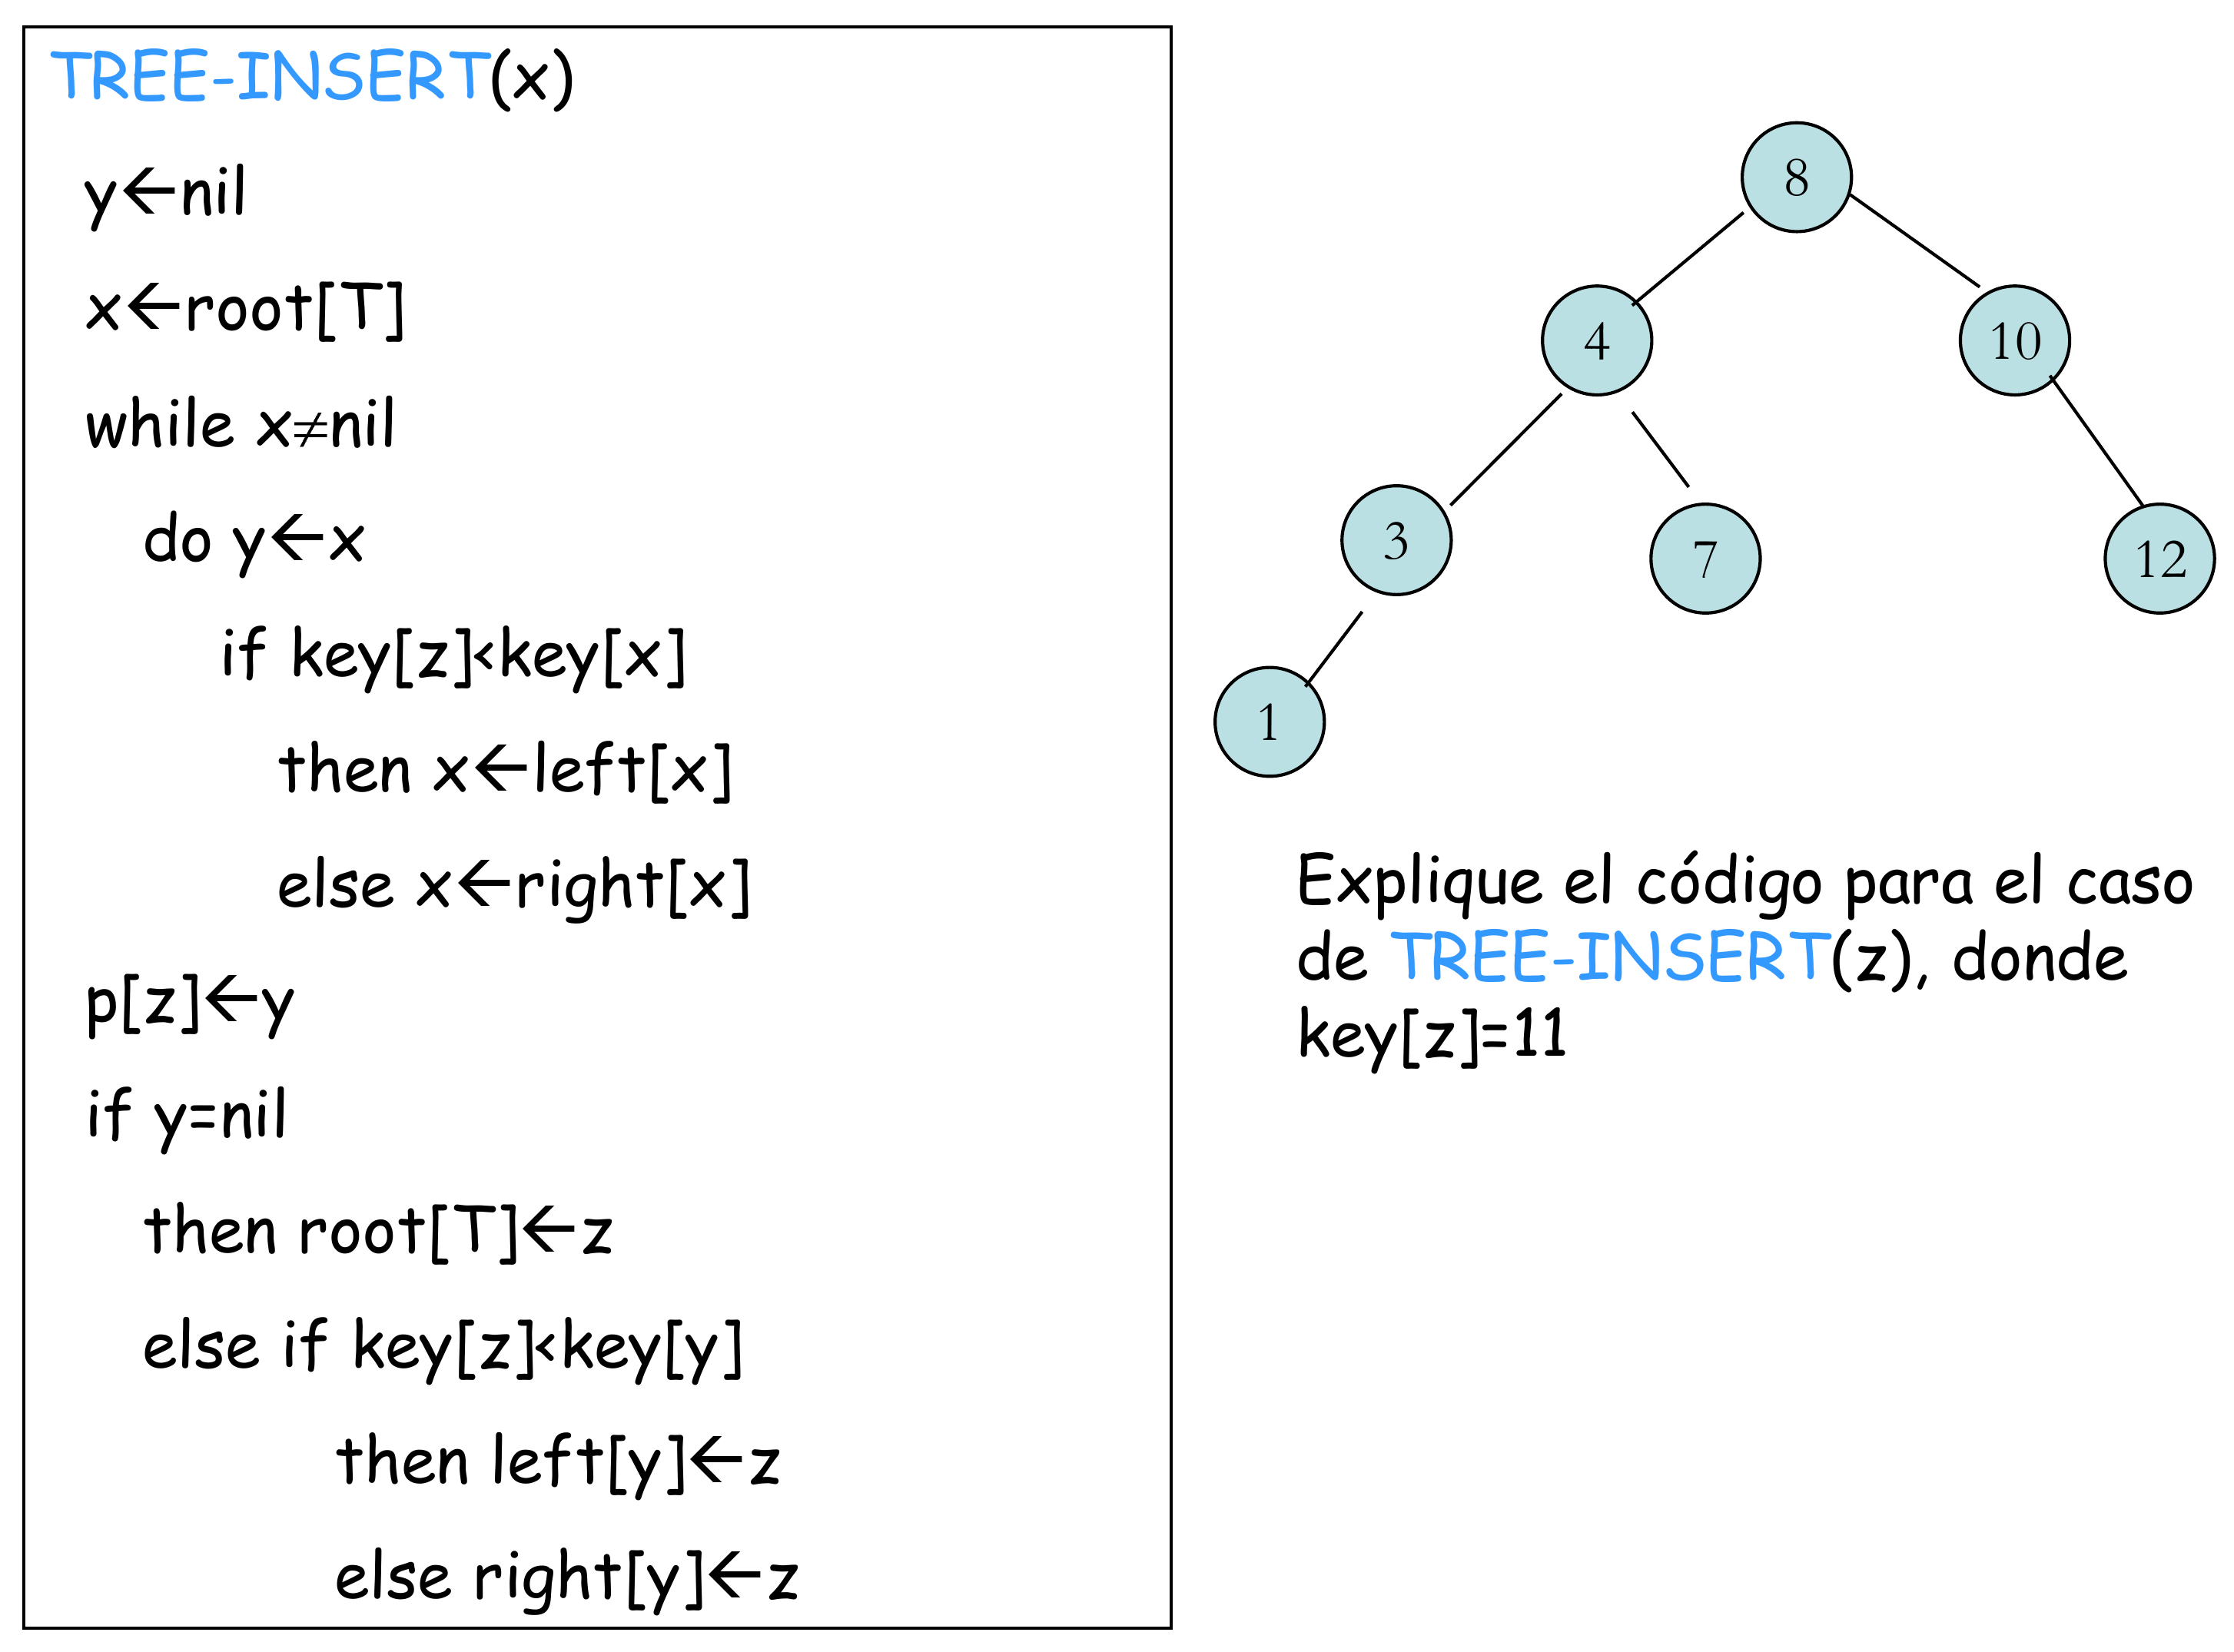 TREE-INSERT(x)
y←nil
x←root[T]
while x≠nil
do y←x
if key[z]<key[x]
then x←left[x]
else x←right[x]
p[z]←y
if y=nil
then root[T]←z
else if key[z]<key[y]
then left[y]←z
else right[y]←z
8
4
10
3
7
12
1
Explique el código para el caso
de TREE-INSERT(z), donde
key[z]=11